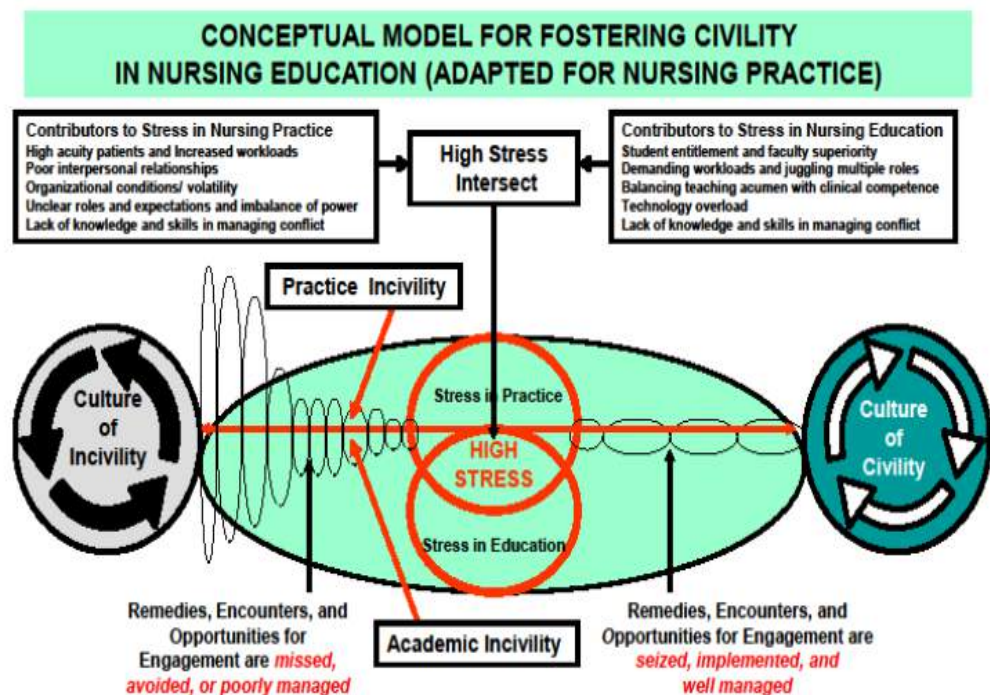 CONCEPTUAL MODEL FOR FOSTERING CIVILITY
IN NURSING EDUCATION (ADAPTED FOR NURSING PRACTICE)
Contributors to Stress in Nursing Practice
High acuity patients and Increased workloads
Poor interpersonal relationships
Organizational conditions/ volatility
Unclear roles and expectations and imbalance of power
Lack of knowledge and skills in managing conflict
High Stress
Intersect
Contributors to Stress in Nursing Education
Student entitlement and faculty superiority
Demanding workloads and juggling multiple roles
Balancing teaching acumen with clinical competence
Technology overload
Lack of knowledge and skills in managing conflict
Practice Incivility
Culture
of
Incivility
Stress in Practice
HIGH
STRESS
Stress in Education
Culture
of
Civility
Remedies, Encounters, and
Opportunities for
Engagement are missed,
avoided, or poorly managed
Academic Incivility
Remedies, Encounters, and
Opportunities for Engagement are
seized, implemented, and
well managed